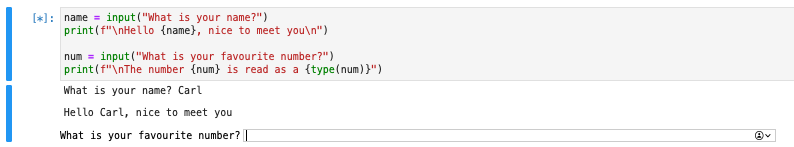 [*]: name = input("What is your name?")
print(f"\nHello {name}, nice to meet you\n")
num = input("What is your favourite number?")
print(f"\nThe number {num} is read as a {type(num)}")
What is your name? Carl
Hello Carl, nice to meet you
What is your favourite number?